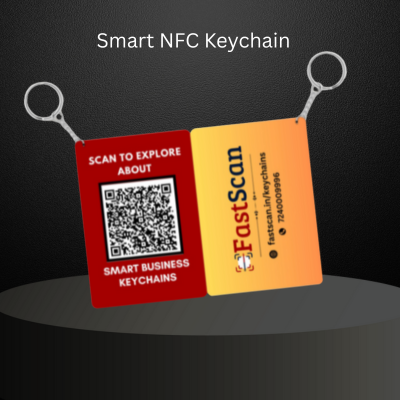 Smart NFC Keychain
SCAN TO EXPLORE
ABOUT
SMART BUSINESS
KEYCHAINS
FastScan
fastscan.in/keychains
7240009996